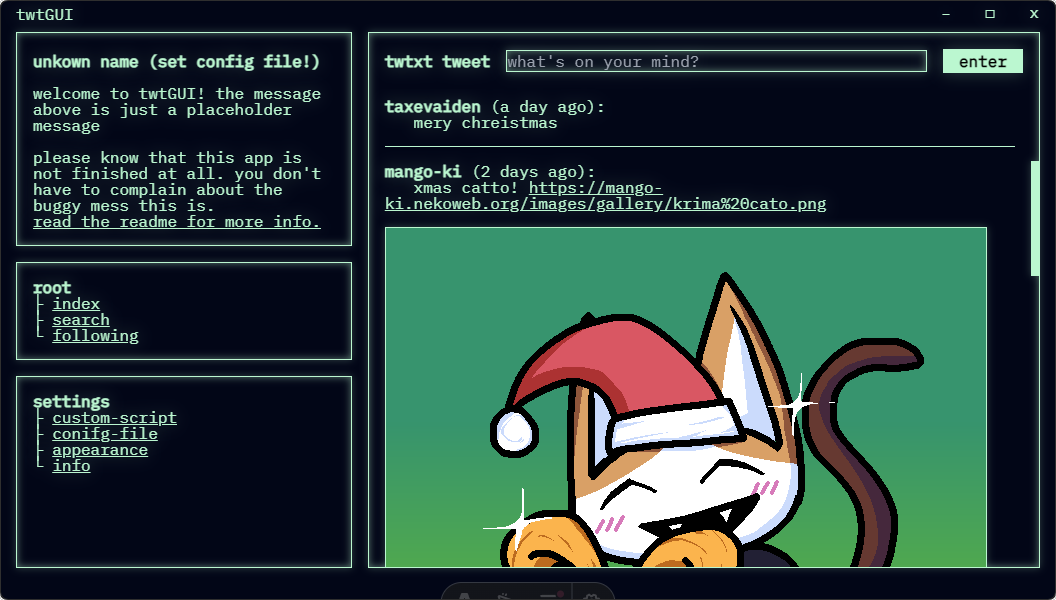 twtGUI
unkown name (set config file!)
welcome to twtGUI! the message
above is just a placeholder
message
please know that this app is
not finished at all. you don't
have to complain about the
buggy mess this is.
read the readme for more info.
root
├ index
├ search
└ following
settings
├ custom-script
├ conifg-file
├ appearance
└ info
twtxt tweet what's on your mind? enter
taxevaiden (a day ago):
mery chreistmas
mango-ki (2 days ago):
xmas catto! https://mango-
ki.nekoweb.org/images/gallery/krima%20cato.png